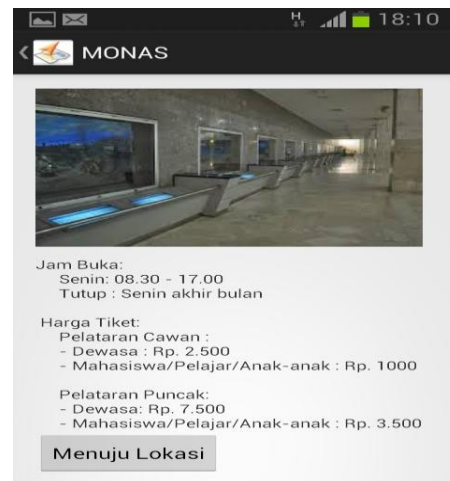 H 18:10
MONAS
Jam Buka:
Senin: 08.30 - 17.00
Tutup : Senin akhir bulan
Harga Tiket:
Pelataran Cawan :
- Dewasa : Rp. 2.500
- Mahasiswa/Pelajar/Anak-anak : Rp. 1000
Pelataran Puncak:
- Dewasa: Rp. 7.500
- Mahasiswa/Pelajar/Anak-anak : Rp. 3.500
Menuju Lokasi